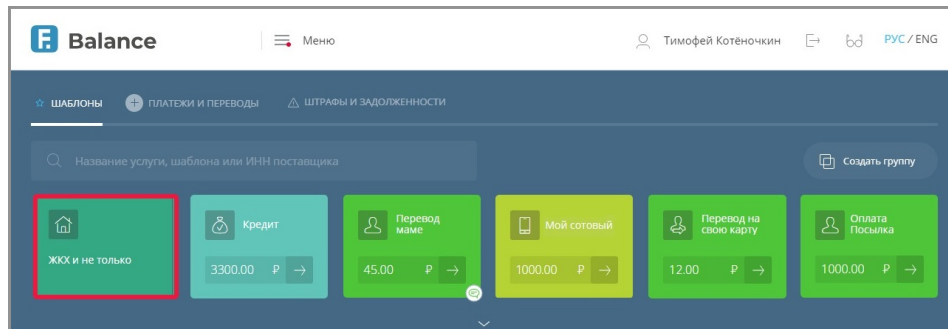 F. Balance
Меню
Тимофей Котёночкин
РУС / ENG
ШАБЛОНЫ
ПЛАТЕЖИ И ПЕРЕВОДЫ
ШТРАФЫ И ЗАДОЛЖЕННОСТИ
Название услуги, шаблона или ИНН поставщика
Создать группу
ЖКХ и не только
Кредит
3300.00 ₽ →
Перевод
маме
45.00 ₽ →
Мой сотовый
1000.00 ₽ →
Перевод на
свою карту
12.00 ₽ →
Оплата
Посылка
1000.00 ₽ →